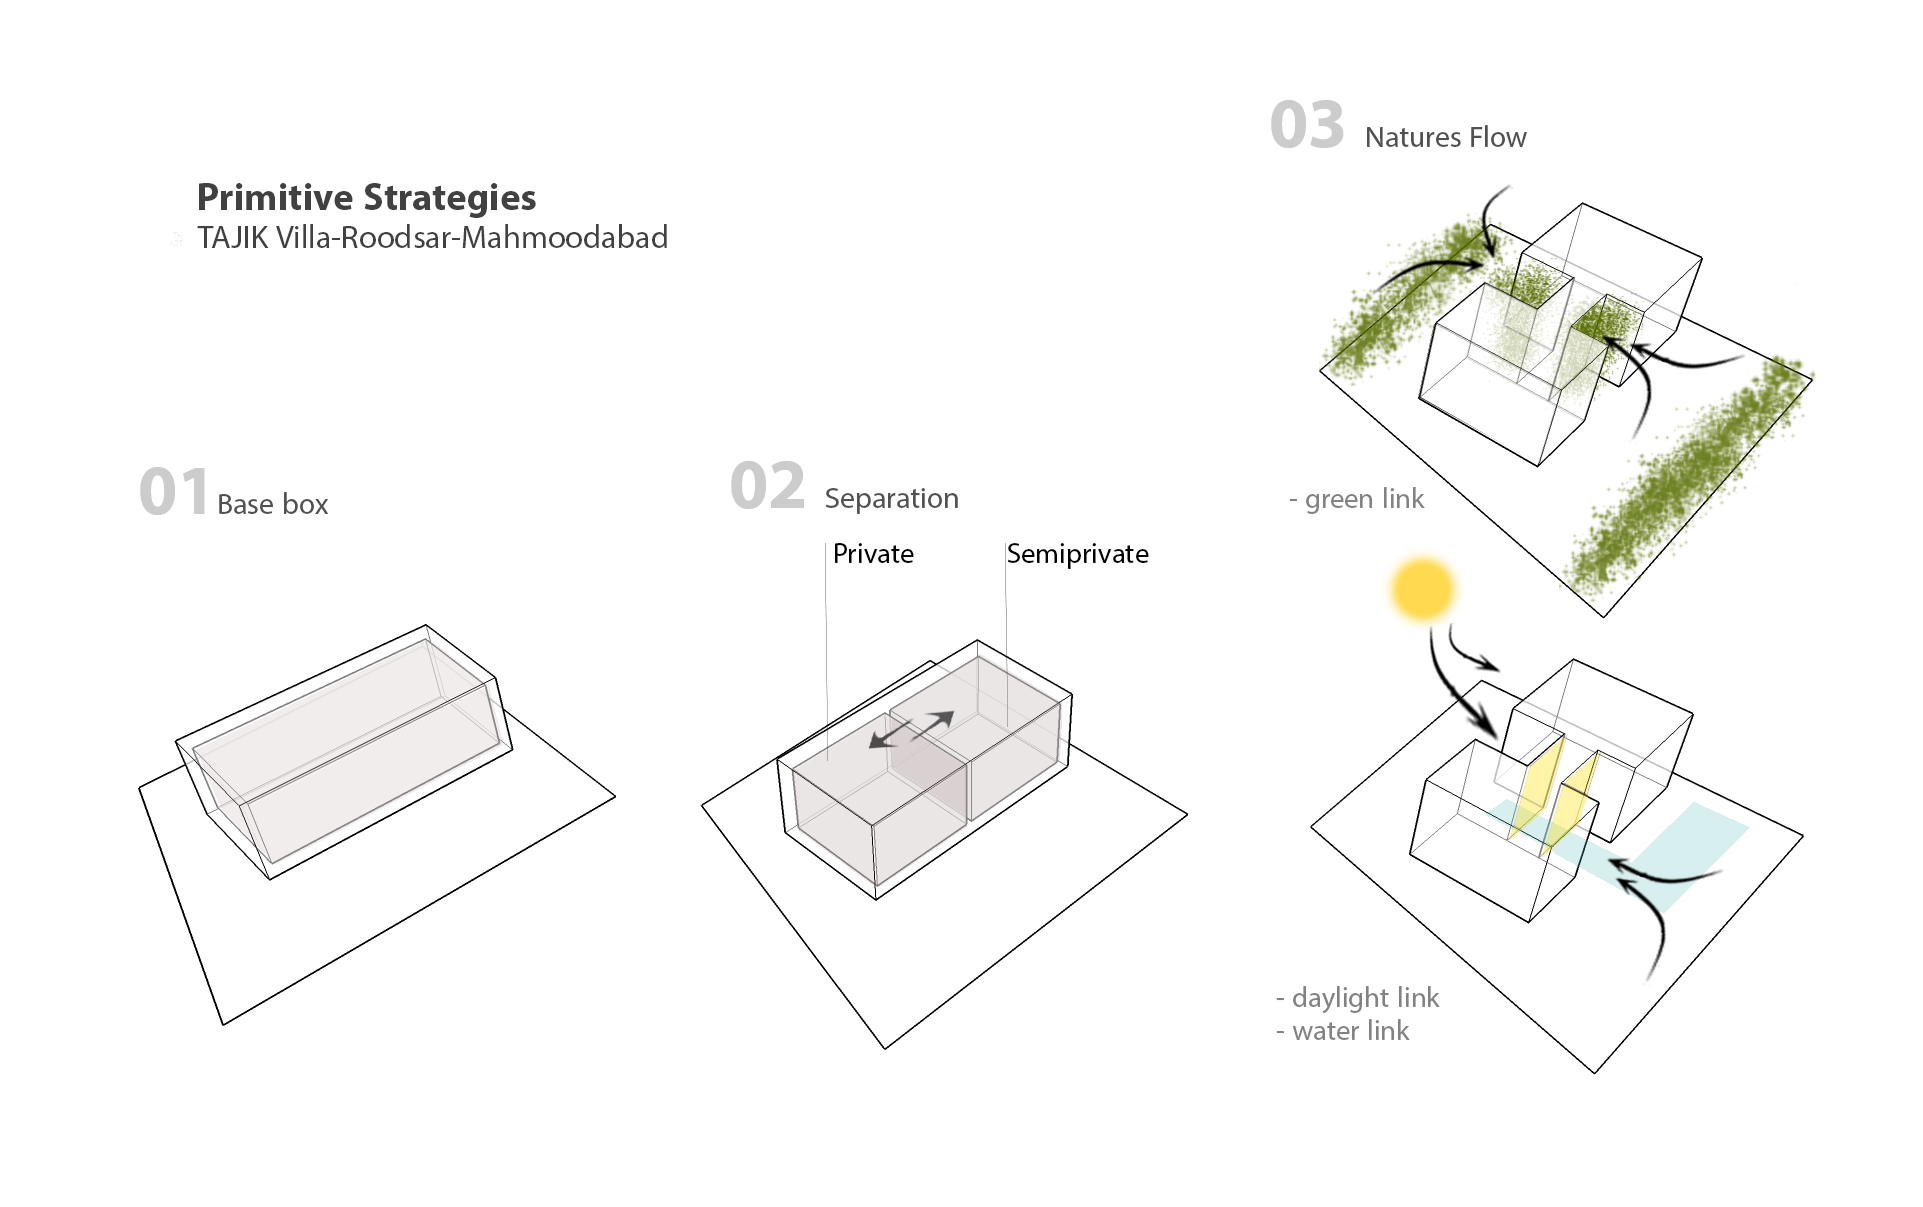 Primitive Strategies
TAJIK Villa-Roodsar-Mahmoodabad
01 Base box
02 Separation
Private
Semiprivate
03 Natures Flow
- green link
- daylight link
- water link